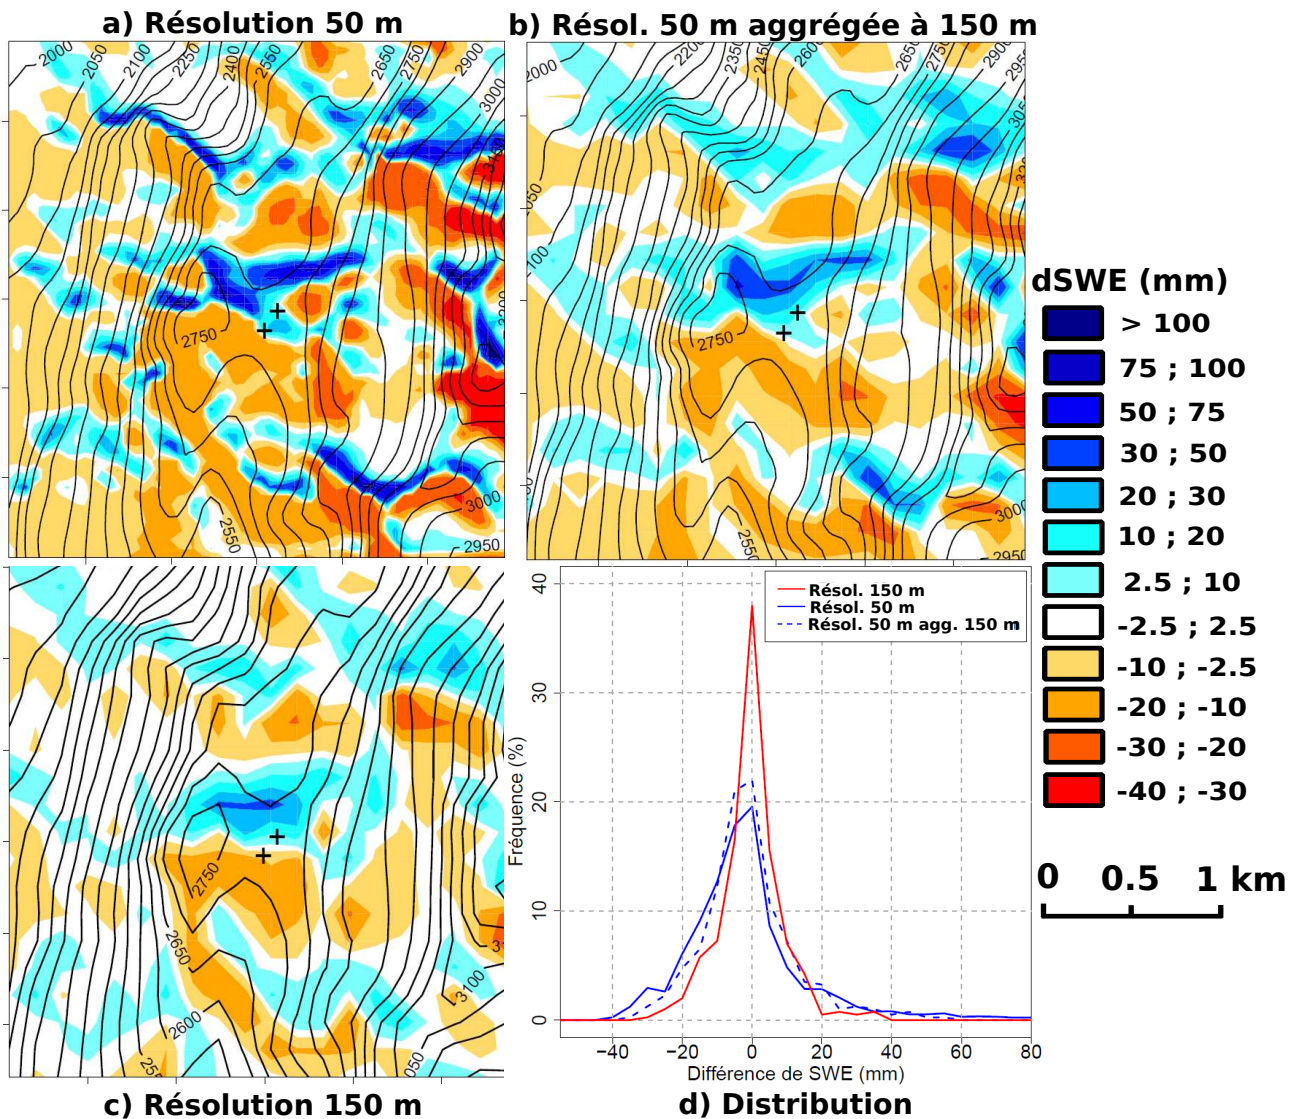 a) Résolution 50 m
b) Résol. 50 m aggrégée à 150 m
2000
2050
2100
2250
2400
2550
2650
2750
2900
3000
2750
2550
3000
2950
2000
2200
2350
2450
2650
2750
2900
2100
2750
3000
2950
dSWE (mm)
> 100
75 ; 100
50 ; 75
30 ; 50
20 ; 30
10 ; 20
2.5 ; 10
-2.5 ; 2.5
-10 ; -2.5
-20 ; -10
-30 ; -20
-40 ; -30
0 0.5 1 km
2750
2650
2600
3100
Résol. 150 m
Résol. 50 m
Résol. 50 m agg. 150 m
Fréquence (%)
40
30
20
10
0
−40 −20 0 20 40 60 80
Différence de SWE (mm)
c) Résolution 150 m
d) Distribution